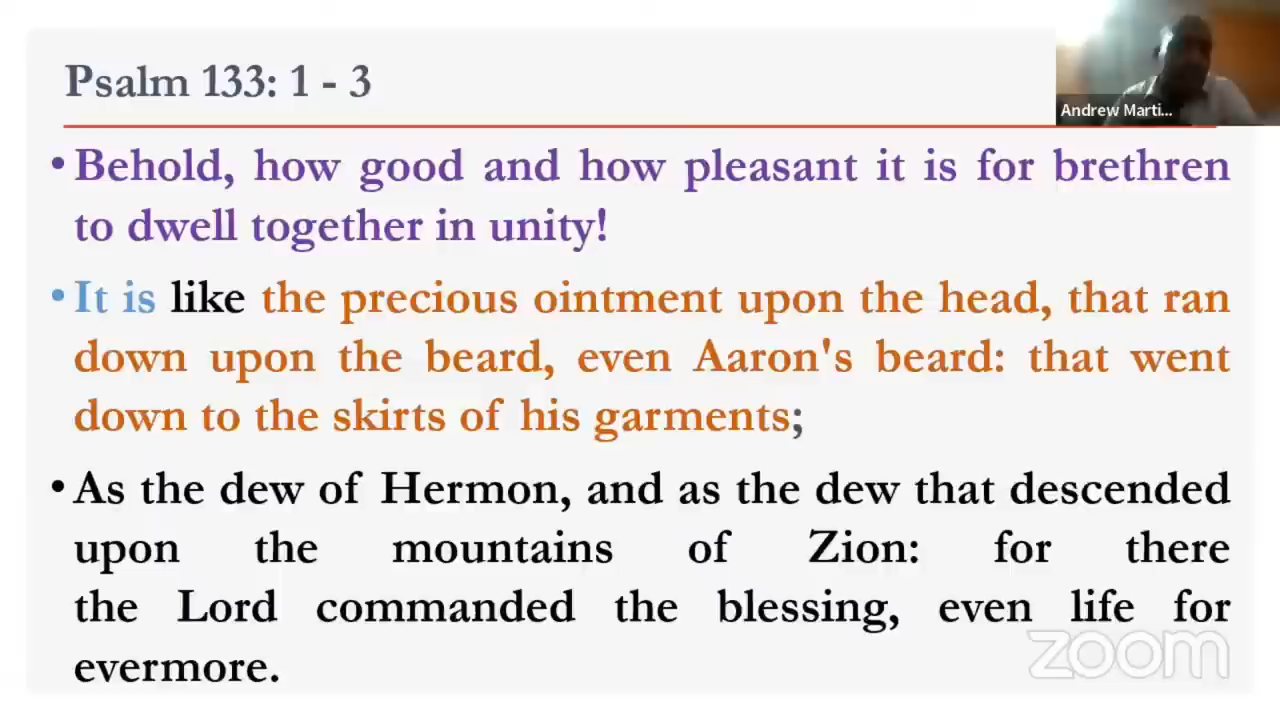 Psalm 133: 1 - 3
Andrew Marti...
•Behold, how good and how pleasant it is for brethren
to dwell together in unity!
•It is like the precious ointment upon the head, that ran
down upon the beard, even Aaron's beard: that went
down to the skirts of his garments;
•As the dew of Hermon, and as the dew that descended
upon the mountains of Zion: for there
the Lord commanded the blessing, even life for
evermore.
zoom